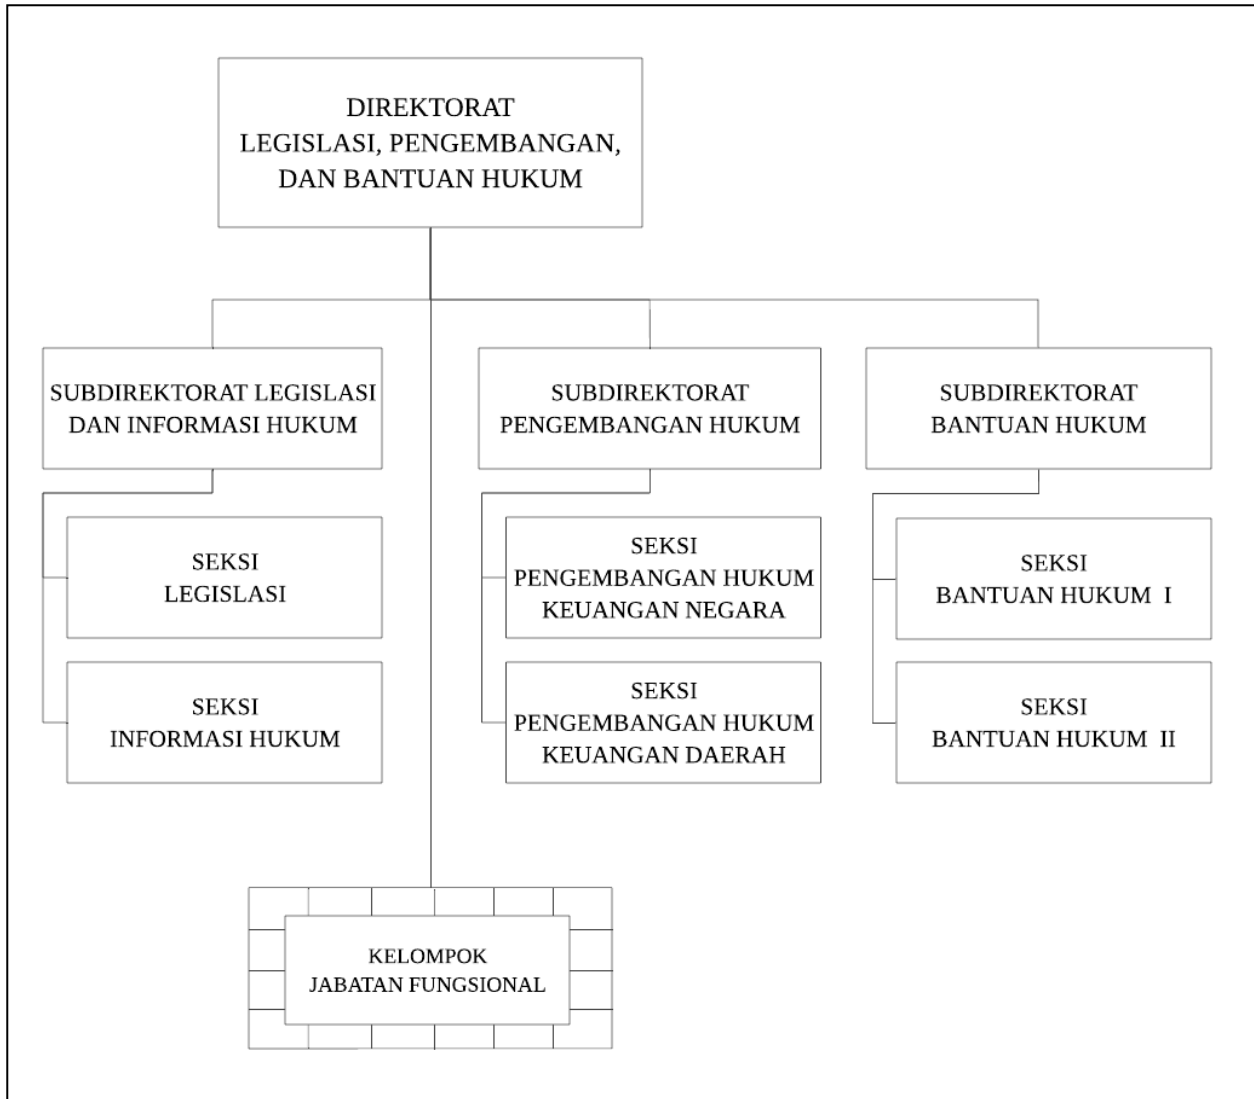 DIREKTORAT
LEGISLASI, PENGEMBANGAN,
DAN BANTUAN HUKUM
SUBDIREKTORAT LEGISLASI
DAN INFORMASI HUKUM
SEKSI
LEGISLASI
SEKSI
INFORMASI HUKUM
SUBDIREKTORAT
PENGEMBANGAN HUKUM
SEKSI
PENGEMBANGAN HUKUM
KEUANGAN NEGARA
SEKSI
PENGEMBANGAN HUKUM
KEUANGAN DAERAH
SUBDIREKTORAT
BANTUAN HUKUM
SEKSI
BANTUAN HUKUM I
SEKSI
BANTUAN HUKUM II
KELOMPOK
JABATAN FUNGSIONAL